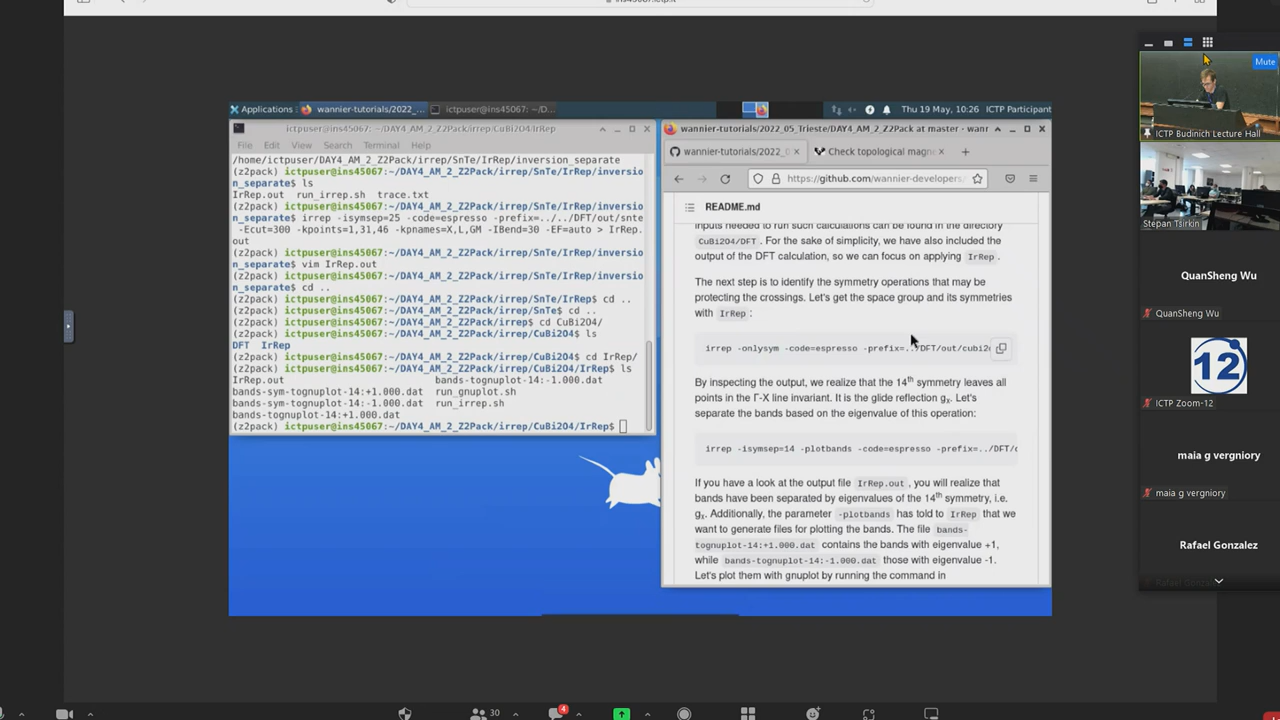 Applications
wannier-tutorials/2022_...
ictpuser@ins45067: ~/D...
Thu 19 May, 10:26
ICTP Participant
ictpuser@ins45067: ~/DAY4_AM_2_Z2Pack/irrep/CuBi2O4/IrRep
File Edit View Search Terminal Help
/home/ictpuser/DAY4_AM_2_Z2Pack/irrep/SnTe/IrRep/inversion_separate
(z2pack) ictpuser@ins45067:~/DAY4_AM_2_Z2Pack/irrep/SnTe/IrRep/inversio
n_separate$ ls
IrRep.out run_irrep.sh trace.txt
(z2pack) ictpuser@ins45067:~/DAY4_AM_2_Z2Pack/irrep/SnTe/IrRep/inversio
n_separate$ irrep -isymsep=25 -code=espresso -prefix=../../DFT/out/snte
-Ecut=300 -kpoints=1,31,46 -kpnames=X,L,GM -IBend=30 -EF=auto > IrRep.
out
(z2pack) ictpuser@ins45067:~/DAY4_AM_2_Z2Pack/irrep/SnTe/IrRep/inversio
n_separate$ vim IrRep.out
(z2pack) ictpuser@ins45067:~/DAY4_AM_2_Z2Pack/irrep/SnTe/IrRep/inversio
n_separate$ cd ..
(z2pack) ictpuser@ins45067:~/DAY4_AM_2_Z2Pack/irrep/SnTe/IrRep$ cd ..
(z2pack) ictpuser@ins45067:~/DAY4_AM_2_Z2Pack/irrep/SnTe$ cd ..
(z2pack) ictpuser@ins45067:~/DAY4_AM_2_Z2Pack/irrep$ cd CuBi2O4/
(z2pack) ictpuser@ins45067:~/DAY4_AM_2_Z2Pack/irrep/CuBi2O4$ ls
DFT IrRep
(z2pack) ictpuser@ins45067:~/DAY4_AM_2_Z2Pack/irrep/CuBi2O4$ cd IrRep/
(z2pack) ictpuser@ins45067:~/DAY4_AM_2_Z2Pack/irrep/CuBi2O4/IrRep$ ls
IrRep.out bands-tognuplot-14:-1.000.dat
bands-sym-tognuplot-14:+1.000.dat run_gnuplot.sh
bands-sym-tognuplot-14:-1.000.dat run_irrep.sh
bands-tognuplot-14:+1.000.dat
(z2pack) ictpuser@ins45067:~/DAY4_AM_2_Z2Pack/irrep/CuBi2O4/IrRep$
wannier-tutorials/2022_05_Trieste/DAY4_AM_2_Z2Pack at master · wanr
wannier-tutorials/2022_0
Check topological magne
https://github.com/wannier-developers
README.md
inputs needed to run such calculations can be found in the directory
CuBi2O4/DFT . For the sake of simplicity, we have also included the
output of the DFT calculation, so we can focus on applying IrRep .
The next step is to identify the symmetry operations that may be
protecting the crossings. Let's get the space group and its symmetries
with IrRep :
irrep -onlysym -code=espresso -prefix=../DFT/out/cubi2
By inspecting the output, we realize that the 14th symmetry leaves all
points in the Γ-X line invariant. It is the glide reflection gx. Let's
separate the bands based on the eigenvalue of this operation:
irrep -isymsep=14 -plotbands -code=espresso -prefix=../DFT/
If you have a look at the output file IrRep.out , you will realize that
bands have been separated by eigenvalues of the 14th symmetry, i.e.
gx. Additionally, the parameter -plotbands has told to IrRep that we
want to generate files for plotting the bands. The file bands-
tognuplot-14:+1.000.dat contains the bands with eigenvalue +1,
while bands-tognuplot-14:-1.000.dat those with eigenvalue -1.
Let's plot them with gnuplot by running the command in
Mute
ICTP Budinich Lecture Hall
Stepan Tsirkin
QuanSheng Wu
QuanSheng Wu
12
ICTP Zoom-12
maia g vergniory
maia g vergniory
Rafael Gonzalez
30
4